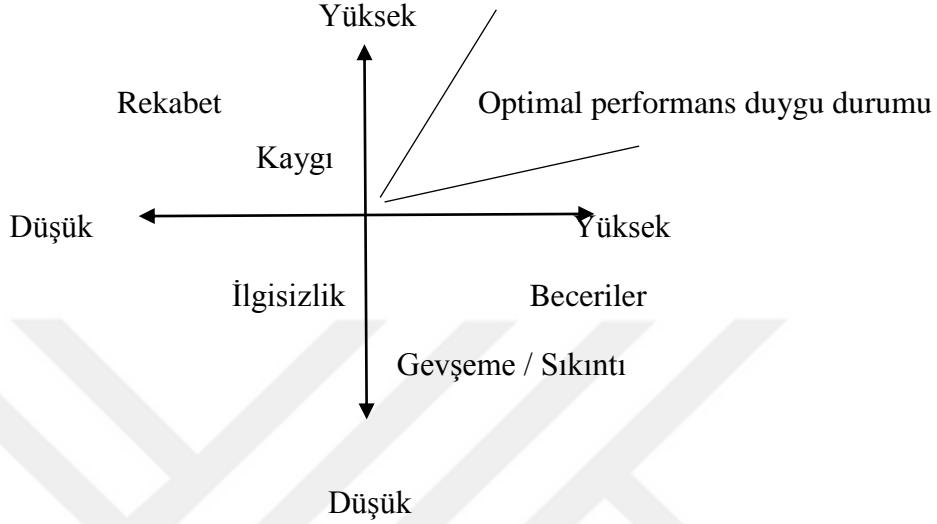 Yüksek
Rekabet
Optimal performans duygu durumu
Kaygı
Düşük
Yüksek
İlgisizlik
Beceriler
Gevşeme / Sıkıntı
Düşük